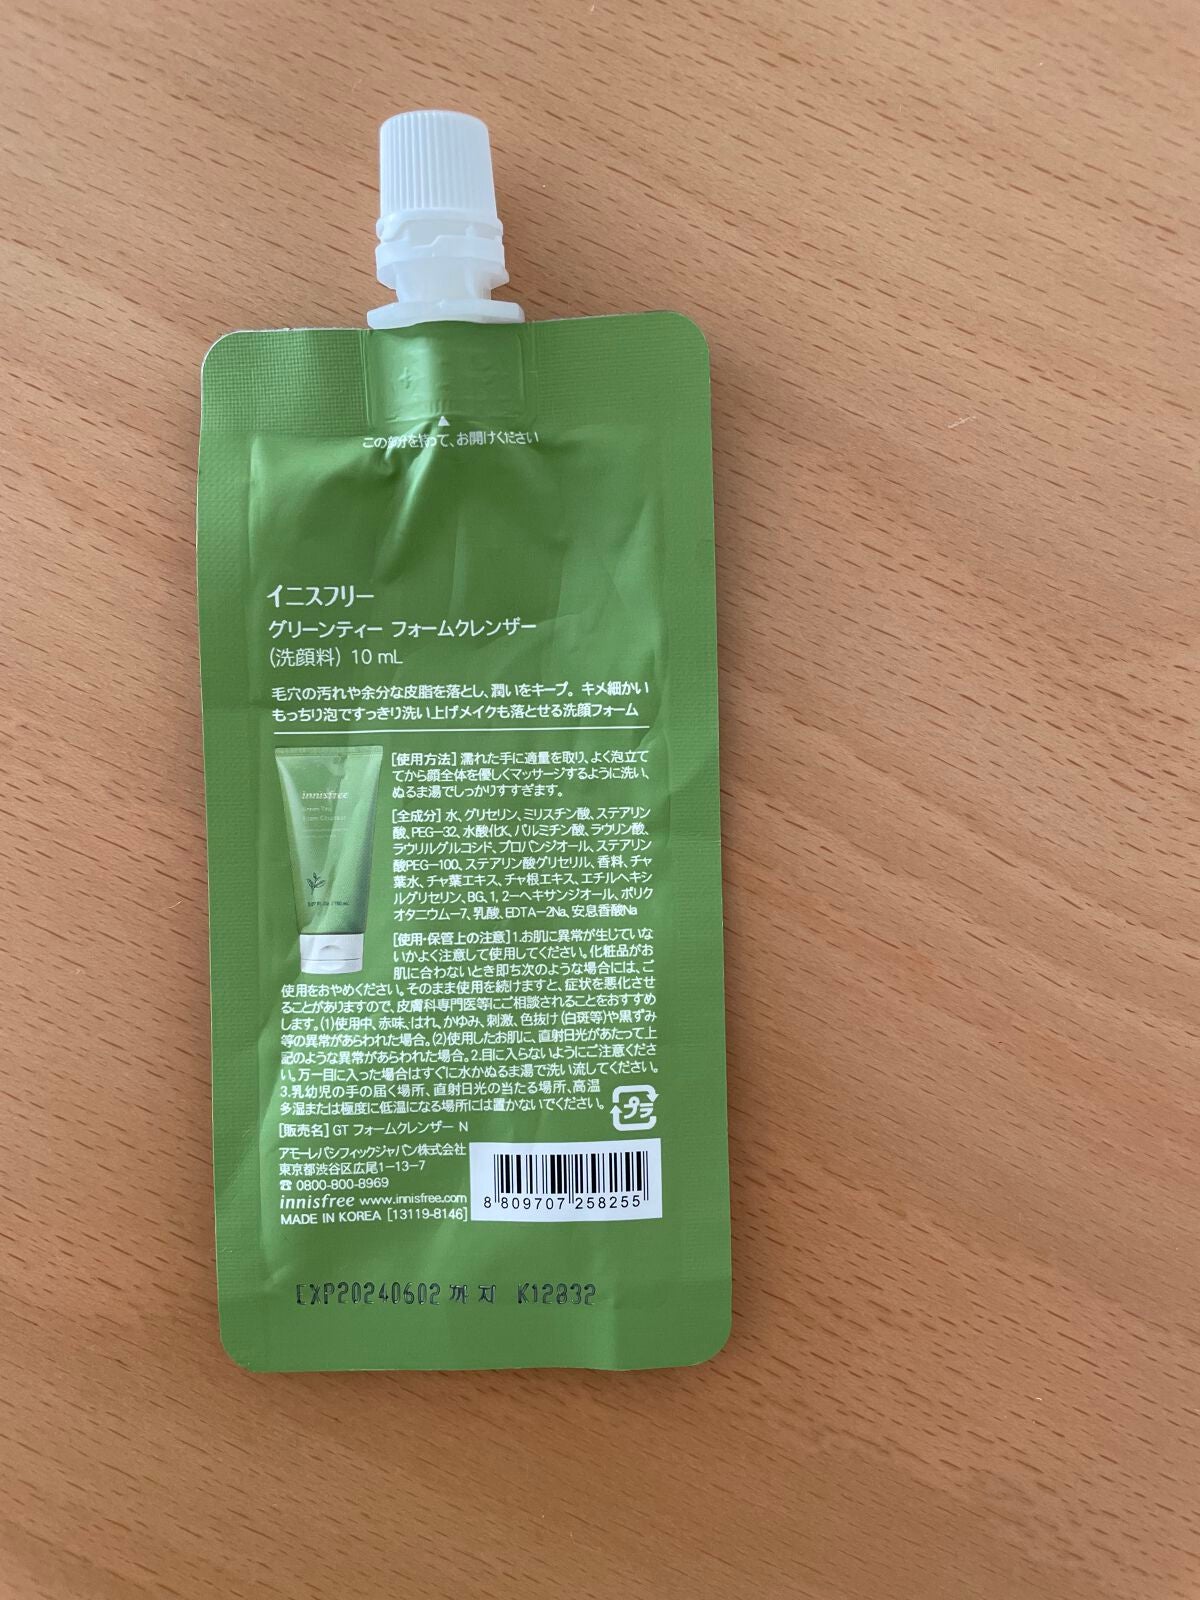 この部分を持って、お開けください
イニスフリー
グリーンティー フォームクレンザー
(洗顔料) 10 mL
毛穴の汚れや余分な皮脂を落とし、潤いをキープ。キメ細かい
もっちり泡ですっきり洗い上げメイクも落とせる洗顔フォーム
innisfree
Green Tea
Foam Cleanser
[使用方法] 濡れた手に適量を取り、よく泡立て
てから顔全体を優しくマッサージするように洗い、
ぬるま湯でしっかりすすぎます。
[全成分] 水、グリセリン、ミリスチン酸、ステアリン
酸、PEG-32、水酸化K、パルミチン酸、ラウリン酸、
ラウリルグルコシド、プロパンジオール、ステアリン
酸PEG-100、ステアリン酸グリセリル、香料、チャ
葉水、チャ葉エキス、チャ根エキス、エチルヘキシ
ルグリセリン、BG、1,2-ヘキサンジオール、ポリク
オタニウム-7、乳酸、EDTA-2Na、安息香酸Na
[使用・保管上の注意] 1.お肌に異常が生じていな
いかよく注意して使用してください。化粧品がお
肌に合わないとき即ち次のような場合には、ご
使用をおやめください。そのまま使用を続けますと、症状を悪化させ
ることがありますので、皮膚科専門医等にご相談されることをおすすめ
します。(1)使用中、赤味、はれ、かゆみ、刺激、色抜け(白斑等)や黒ずみ
等の異常があらわれた場合。(2)使用したお肌に、直射日光があたって上
記のような異常があらわれた場合。2.目に入らないようにご注意くださ
い。万一目に入った場合はすぐに水かぬるま湯で洗い流してください。
3.乳幼児の手の届く場所、直射日光の当たる場所、高温
多湿または極度に低温になる場所には置かないでください。
プラ
[販売名] GT フォームクレンザー N
アモーレパシフィックジャパン株式会社
東京都渋谷区広尾1-13-7
☎ 0800-800-8969
innisfree www.innisfree.com
MADE IN KOREA [13119-8146]
8 809707 258255
EXP20240602 까지 K12832